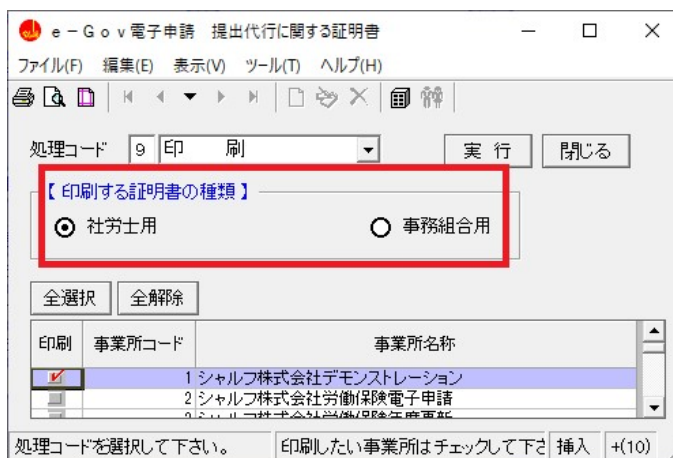 e－Ｇｏｖ電子申請　提出代行に関する証明書
ファイル(F)　編集(E)　表示(V)　ツール(T)　ヘルプ(H)
処理コード　9　印　　刷　実 行　閉じる
【 印刷する証明書の種類 】
社労士用　事務組合用
全選択　全解除
印刷　事業所コード　事業所名称
1 シャルフ株式会社デモンストレーション
2 シャルフ株式会社労働保険電子申請
処理コードを選択して下さい。　印刷したい事業所はチェックして下さ　挿入　+(10)